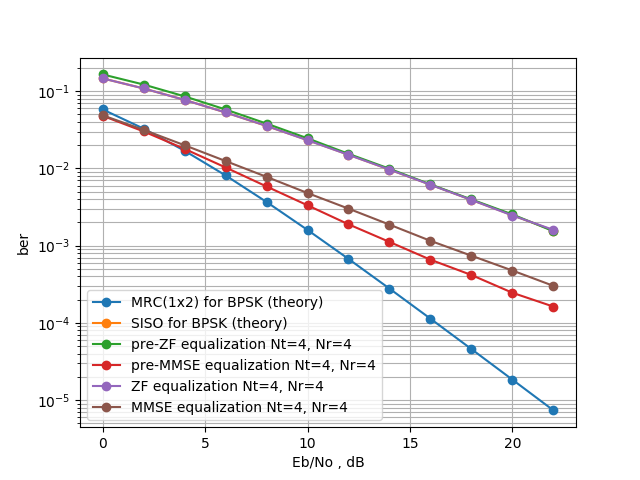 10⁻¹
10⁻²
10⁻³
10⁻⁴
10⁻⁵
ber
MRC(1x2) for BPSK (theory)
SISO for BPSK (theory)
pre-ZF equalization Nt=4, Nr=4
pre-MMSE equalization Nt=4, Nr=4
ZF equalization Nt=4, Nr=4
MMSE equalization Nt=4, Nr=4
0 5 10 15 20
Eb/No , dB